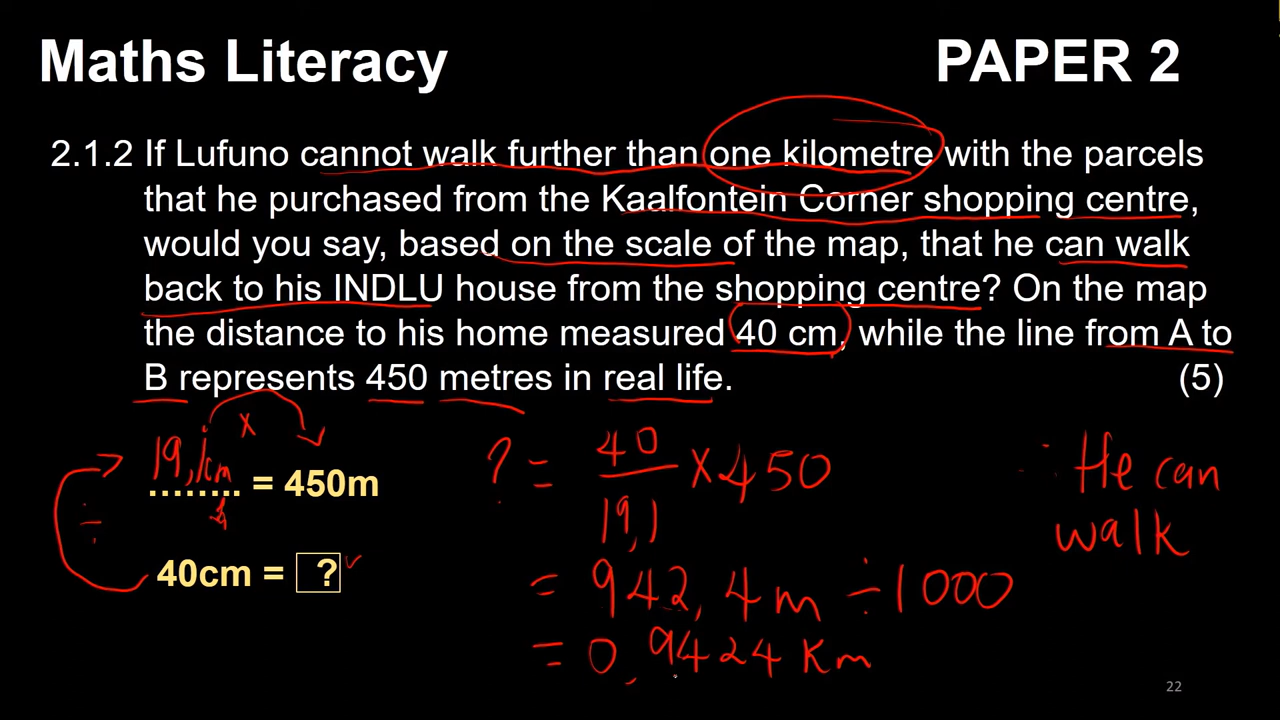 Maths Literacy PAPER 2
2.1.2 If Lufuno cannot walk further than one kilometre with the parcels
that he purchased from the Kaalfontein Corner shopping centre,
would you say, based on the scale of the map, that he can walk
back to his INDLU house from the shopping centre? On the map
the distance to his home measured 40 cm, while the line from A to
B represents 450 metres in real life. (5)
×
19,1cm
…….. = 450m
÷
40cm = ?
? = 40/19,1 × 450
= 942,4m ÷ 1000
= 0,9424 km
∴ He can
walk
22